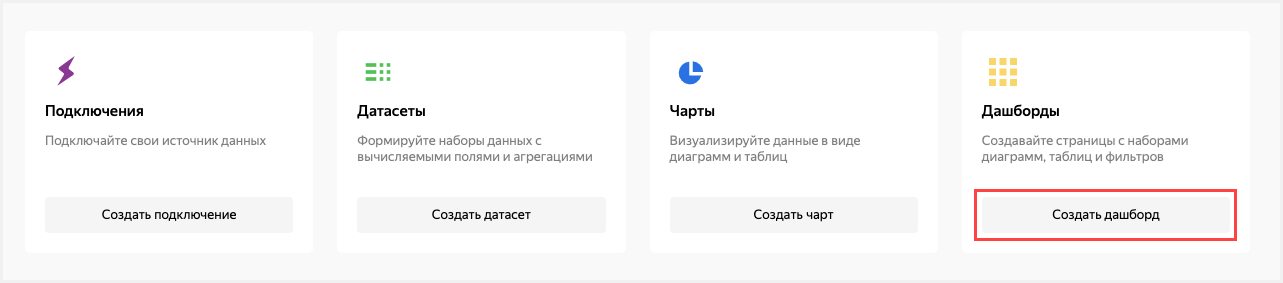 Подключения
Подключайте свои источник данных
Создать подключение
Датасеты
Формируйте наборы данных с
вычисляемыми полями и агрегациями
Создать датасет
Чарты
Визуализируйте данные в виде
диаграмм и таблиц
Создать чарт
Дашборды
Создавайте страницы с наборами
диаграмм, таблиц и фильтров
Создать дашборд